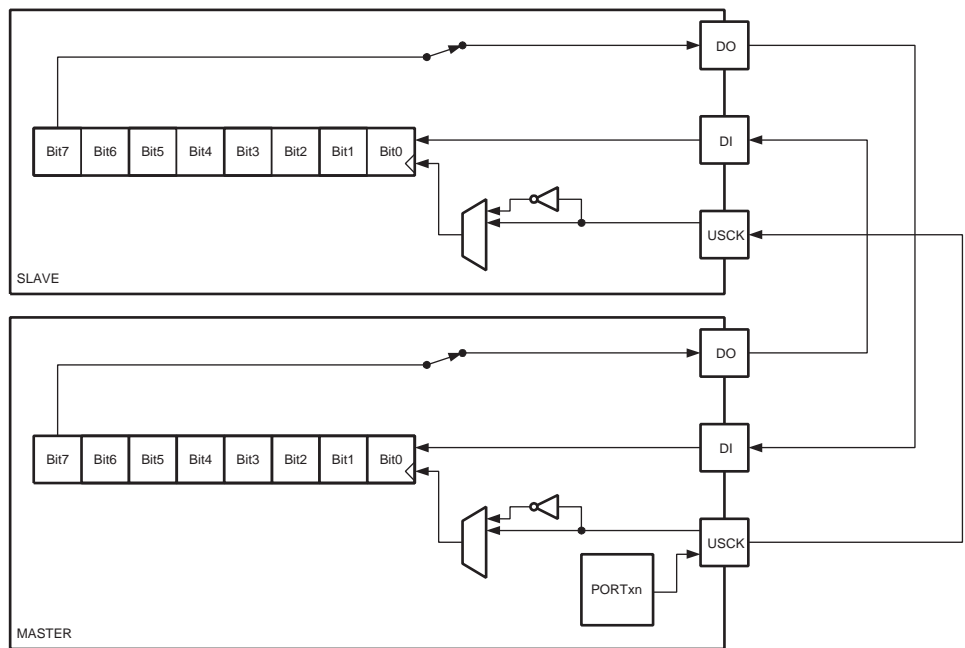 DO
Bit7 Bit6 Bit5 Bit4 Bit3 Bit2 Bit1 Bit0
DI
USCK
SLAVE
DO
Bit7 Bit6 Bit5 Bit4 Bit3 Bit2 Bit1 Bit0
DI
USCK
PORTxn
MASTER